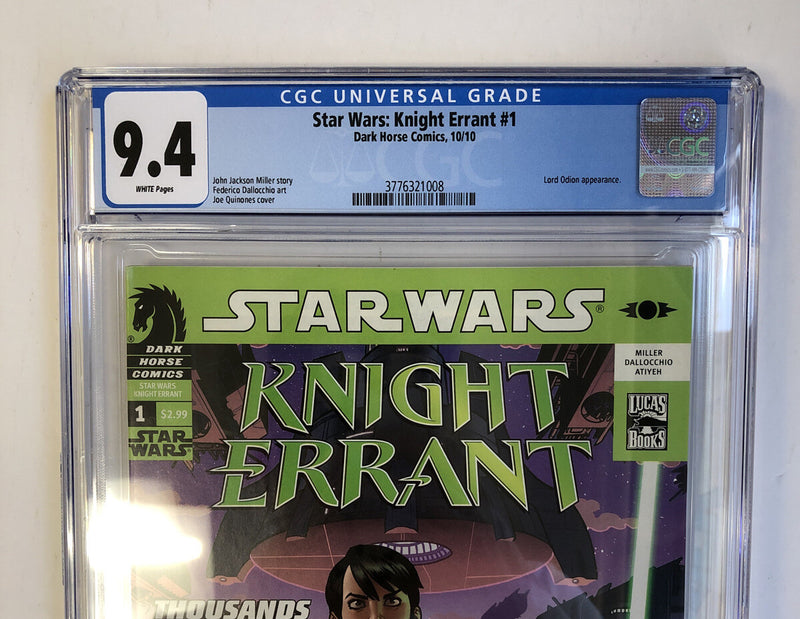 CGC UNIVERSAL GRADE
9.4
WHITE Pages
Star Wars: Knight Errant #1
Dark Horse Comics, 10/10
John Jackson Miller story
Federico Dallocchio art
Joe Quinones cover
3776321008
Lord Odion appearance.
CGC
CGC
STAR WARS®
DARK
HORSE
COMICS
STAR WARS
KNIGHT ERRANT
1 $2.99
STAR
WARS
MILLER
DALLOCCHIO
ATIYEH
LUCAS
BOOKS
KNIGHT
ERRANT
THOUSANDS